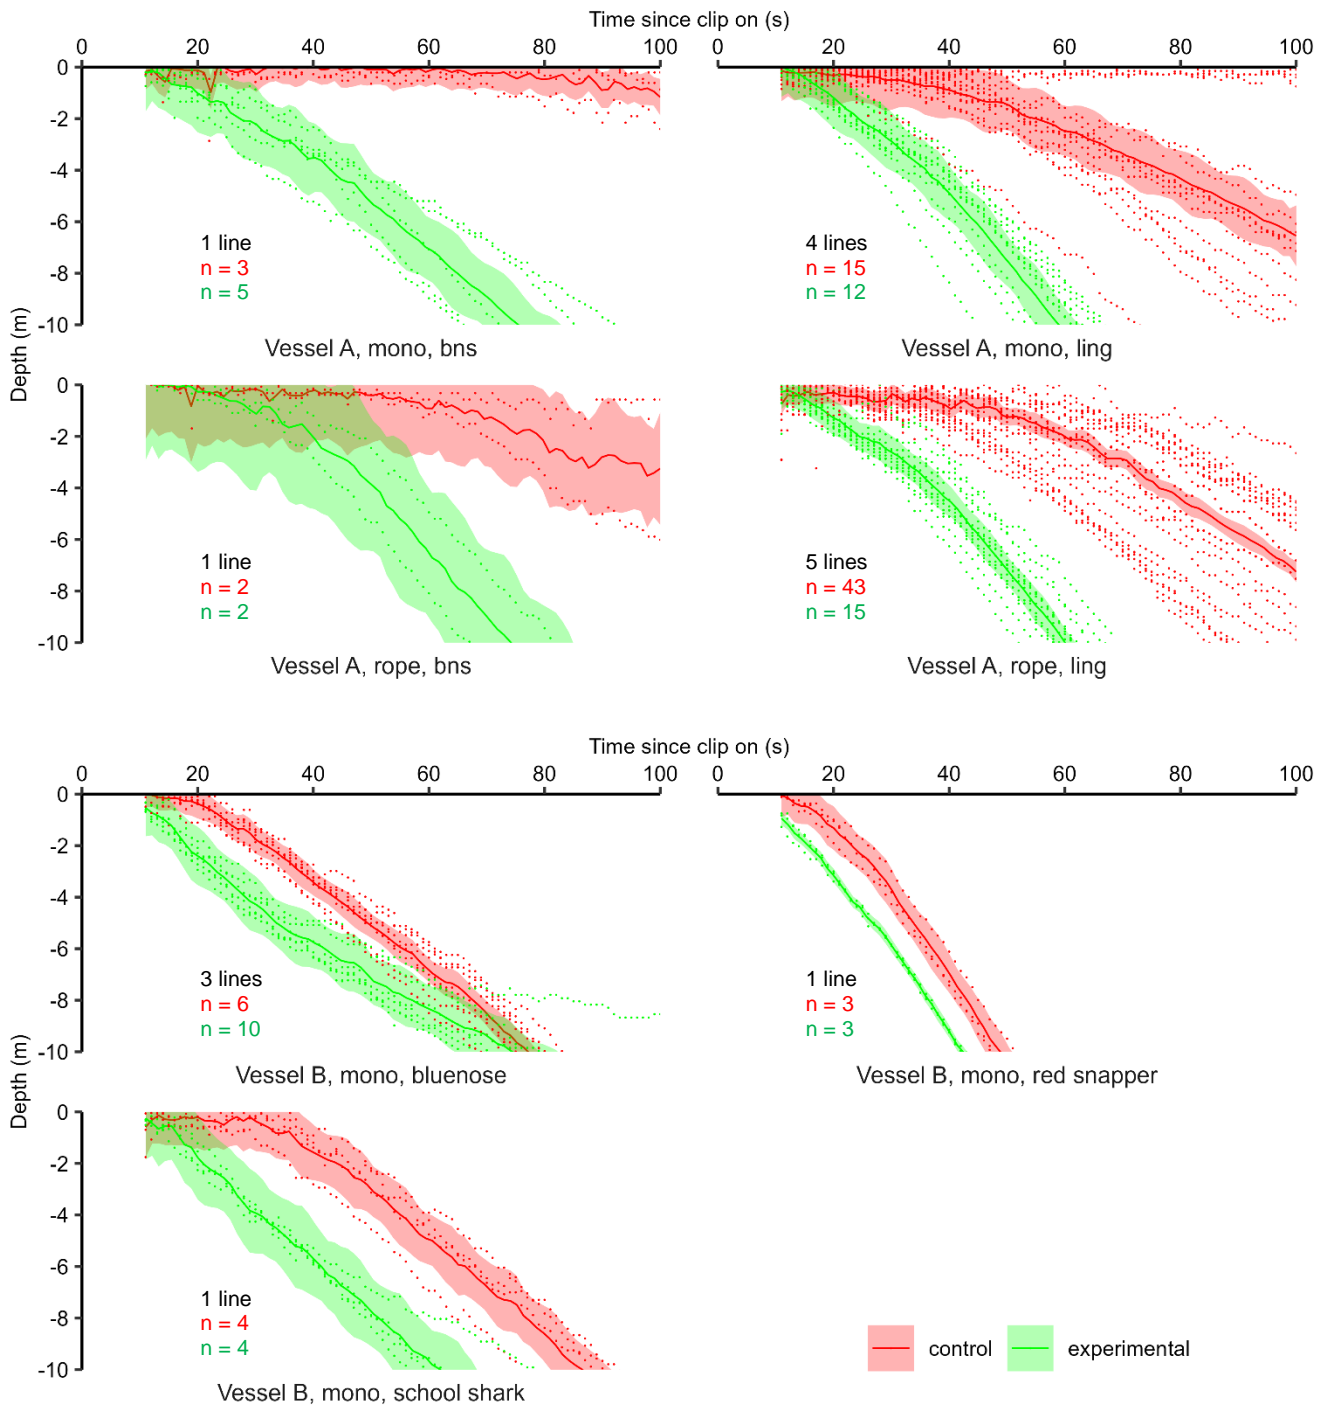 Time since clip on (s)
0 20 40 60 80 100 0 20 40 60 80 100
Depth (m)
0
-2
-4
-6
-8
-10
1 line
n = 3
n = 5
Vessel A, mono, bns
4 lines
n = 15
n = 12
Vessel A, mono, ling
0
-2
-4
-6
-8
-10
1 line
n = 2
n = 2
Vessel A, rope, bns
5 lines
n = 43
n = 15
Vessel A, rope, ling
Time since clip on (s)
0 20 40 60 80 100 0 20 40 60 80 100
Depth (m)
0
-2
-4
-6
-8
-10
3 lines
n = 6
n = 10
Vessel B, mono, bluenose
1 line
n = 3
n = 3
Vessel B, mono, red snapper
0
-2
-4
-6
-8
-10
1 line
n = 4
n = 4
Vessel B, mono, school shark
control experimental